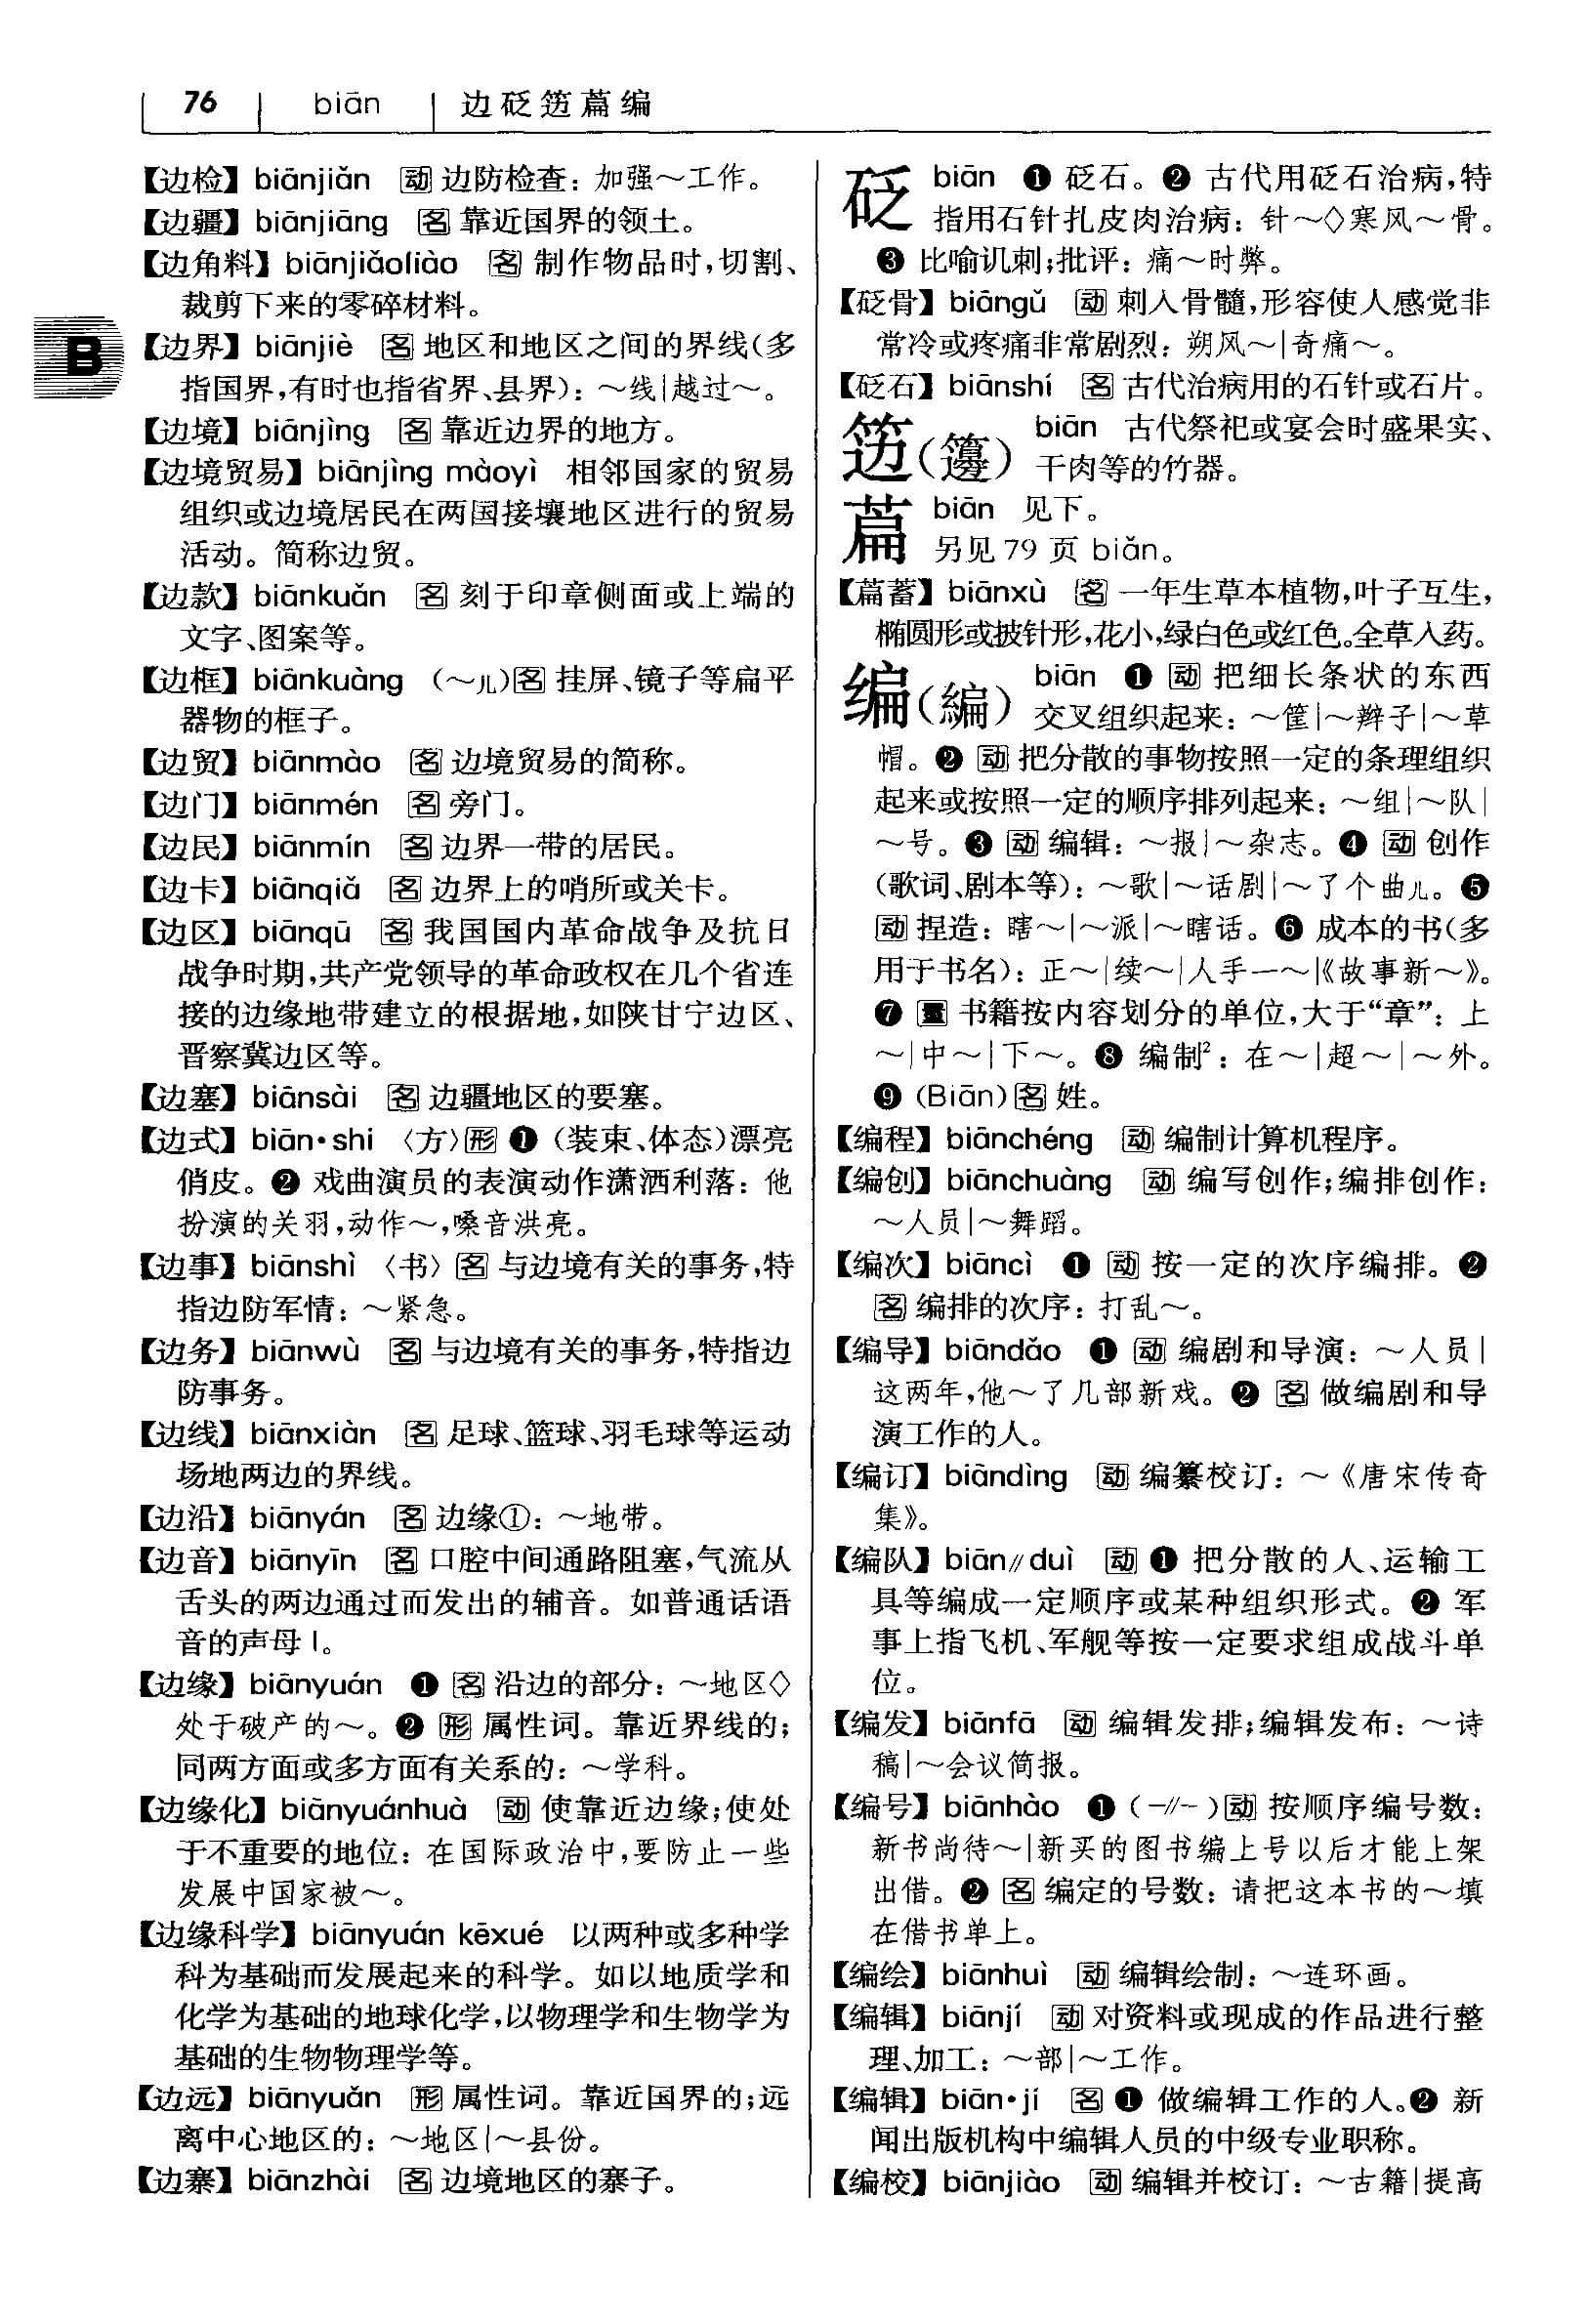 76 biān 边砭笾萹编
【边检】 biānjiǎn 动 边防检查：加强～工作。
【边疆】 biānjiāng 名 靠近国界的领土。
【边角料】 biānjiǎoliào 名 制作物品时,切割、
裁剪下来的零碎材料。
B
【边界】 biānjiè 名 地区和地区之间的界线(多
指国界,有时也指省界、县界)：～线|越过～。
【边境】 biānjìng 名 靠近边界的地方。
【边境贸易】 biānjìng màoyì 相邻国家的贸易
组织或边境居民在两国接壤地区进行的贸易
活动。简称边贸。
【边款】 biānkuǎn 名 刻于印章侧面或上端的
文字、图案等。
【边框】 biānkuàng (～儿)名 挂屏、镜子等扁平
器物的框子。
【边贸】 biānmào 名 边境贸易的简称。
【边门】 biānmén 名 旁门。
【边民】 biānmín 名 边界一带的居民。
【边卡】 biānqiǎ 名 边界上的哨所或关卡。
【边区】 biānqū 名 我国国内革命战争及抗日
战争时期,共产党领导的革命政权在几个省连
接的边缘地带建立的根据地,如陕甘宁边区、
晋察冀边区等。
【边塞】 biānsài 名 边疆地区的要塞。
【边式】 biān·shi 〈方〉形 ❶ (装束、体态)漂亮
俏皮。❷ 戏曲演员的表演动作潇洒利落：他
扮演的关羽,动作～,嗓音洪亮。
【边事】 biānshì 〈书〉名 与边境有关的事务,特
指边防军情：～紧急。
【边务】 biānwù 名 与边境有关的事务,特指边
防事务。
【边线】 biānxiàn 名 足球、篮球、羽毛球等运动
场地两边的界线。
【边沿】 biānyán 名 边缘①：～地带。
【边音】 biānyīn 名 口腔中间通路阻塞,气流从
舌头的两边通过而发出的辅音。如普通话语
音的声母 l。
【边缘】 biānyuán ❶ 名 沿边的部分：～地区◇
处于破产的～。❷ 形 属性词。靠近界线的；
同两方面或多方面有关系的：～学科。
【边缘化】 biānyuánhuà 动 使靠近边缘；使处
于不重要的地位：在国际政治中,要防止一些
发展中国家被～。
【边缘科学】 biānyuán kēxué 以两种或多种学
科为基础而发展起来的科学。如以地质学和
化学为基础的地球化学,以物理学和生物学为
基础的生物物理学等。
【边远】 biānyuǎn 形 属性词。靠近国界的；远
离中心地区的：～地区|～县份。
【边寨】 biānzhài 名 边境地区的寨子。
砭 biān ❶ 砭石。❷ 古代用砭石治病,特
指用石针扎皮肉治病：针～◇寒风～骨。
❸ 比喻讥刺；批评：痛～时弊。
【砭骨】 biāngǔ 动 刺入骨髓,形容使人感觉非
常冷或疼痛非常剧烈：朔风～|奇痛～。
【砭石】 biānshí 名 古代治病用的石针或石片。
笾(籩) biān 古代祭祀或宴会时盛果实、
干肉等的竹器。
萹 biān 见下。
另见 79 页 biǎn。
【萹蓄】 biānxù 名 一年生草本植物,叶子互生,
椭圆形或披针形,花小,绿白色或红色。全草入药。
编(編) biān ❶ 动 把细长条状的东西
交叉组织起来：～筐|～辫子|～草
帽。❷ 动 把分散的事物按照一定的条理组织
起来或按照一定的顺序排列起来：～组|～队|
～号。❸ 动 编辑：～报|～杂志。❹ 动 创作
(歌词、剧本等)：～歌|～话剧|～了个曲儿。❺
动 捏造：瞎～|～派|～瞎话。❻ 成本的书(多
用于书名)：正～|续～|人手一～|《故事新～》。
❼ 量 书籍按内容划分的单位,大于“章”：上
～|中～|下～。❽ 编制²：在～|超～|～外。
❾ (Biān)名 姓。
【编程】 biānchéng 动 编制计算机程序。
【编创】 biānchuàng 动 编写创作；编排创作：
～人员|～舞蹈。
【编次】 biāncì ❶ 动 按一定的次序编排。❷
名 编排的次序：打乱～。
【编导】 biāndǎo ❶ 动 编剧和导演：～人员|
这两年,他～了几部新戏。❷ 名 做编剧和导
演工作的人。
【编订】 biāndìng 动 编纂校订：～《唐宋传奇
集》。
【编队】 biān//duì 动 ❶ 把分散的人、运输工
具等编成一定顺序或某种组织形式。❷ 军
事上指飞机、军舰等按一定要求组成战斗单
位。
【编发】 biānfā 动 编辑发排；编辑发布：～诗
稿|～会议简报。
【编号】 biānhào ❶ (-//-)动 按顺序编号数：
新书尚待～|新买的图书编上号以后才能上架
出借。❷ 名 编定的号数：请把这本书的～填
在借书单上。
【编绘】 biānhuì 动 编辑绘制：～连环画。
【编辑】 biānjí 动 对资料或现成的作品进行整
理、加工：～部|～工作。
【编辑】 biān·jí 名 ❶ 做编辑工作的人。❷ 新
闻出版机构中编辑人员的中级专业职称。
【编校】 biānjiào 动 编辑并校订：～古籍|提高